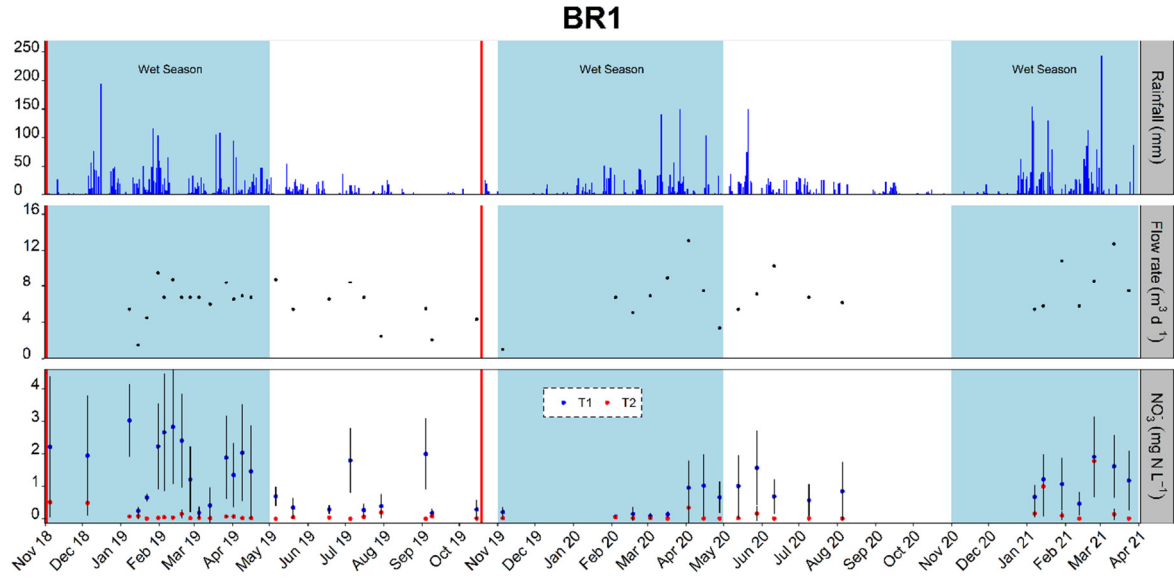 BR1
Wet Season Wet Season Wet Season
250
200
150
100
50
0
Rainfall (mm)
16
12
8
4
0
Flow rate (m³ d⁻¹)
4
3
2
1
0
T1 T2
NO₃⁻ (mg N L⁻¹)
Nov 18 Dec 18 Jan 19 Feb 19 Mar 19 Apr 19 May 19 Jun 19 Jul 19 Aug 19 Sep 19 Oct 19 Nov 19 Dec 19 Jan 20 Feb 20 Mar 20 Apr 20 May 20 Jun 20 Jul 20 Aug 20 Sep 20 Oct 20 Nov 20 Dec 20 Jan 21 Feb 21 Mar 21 Apr 21